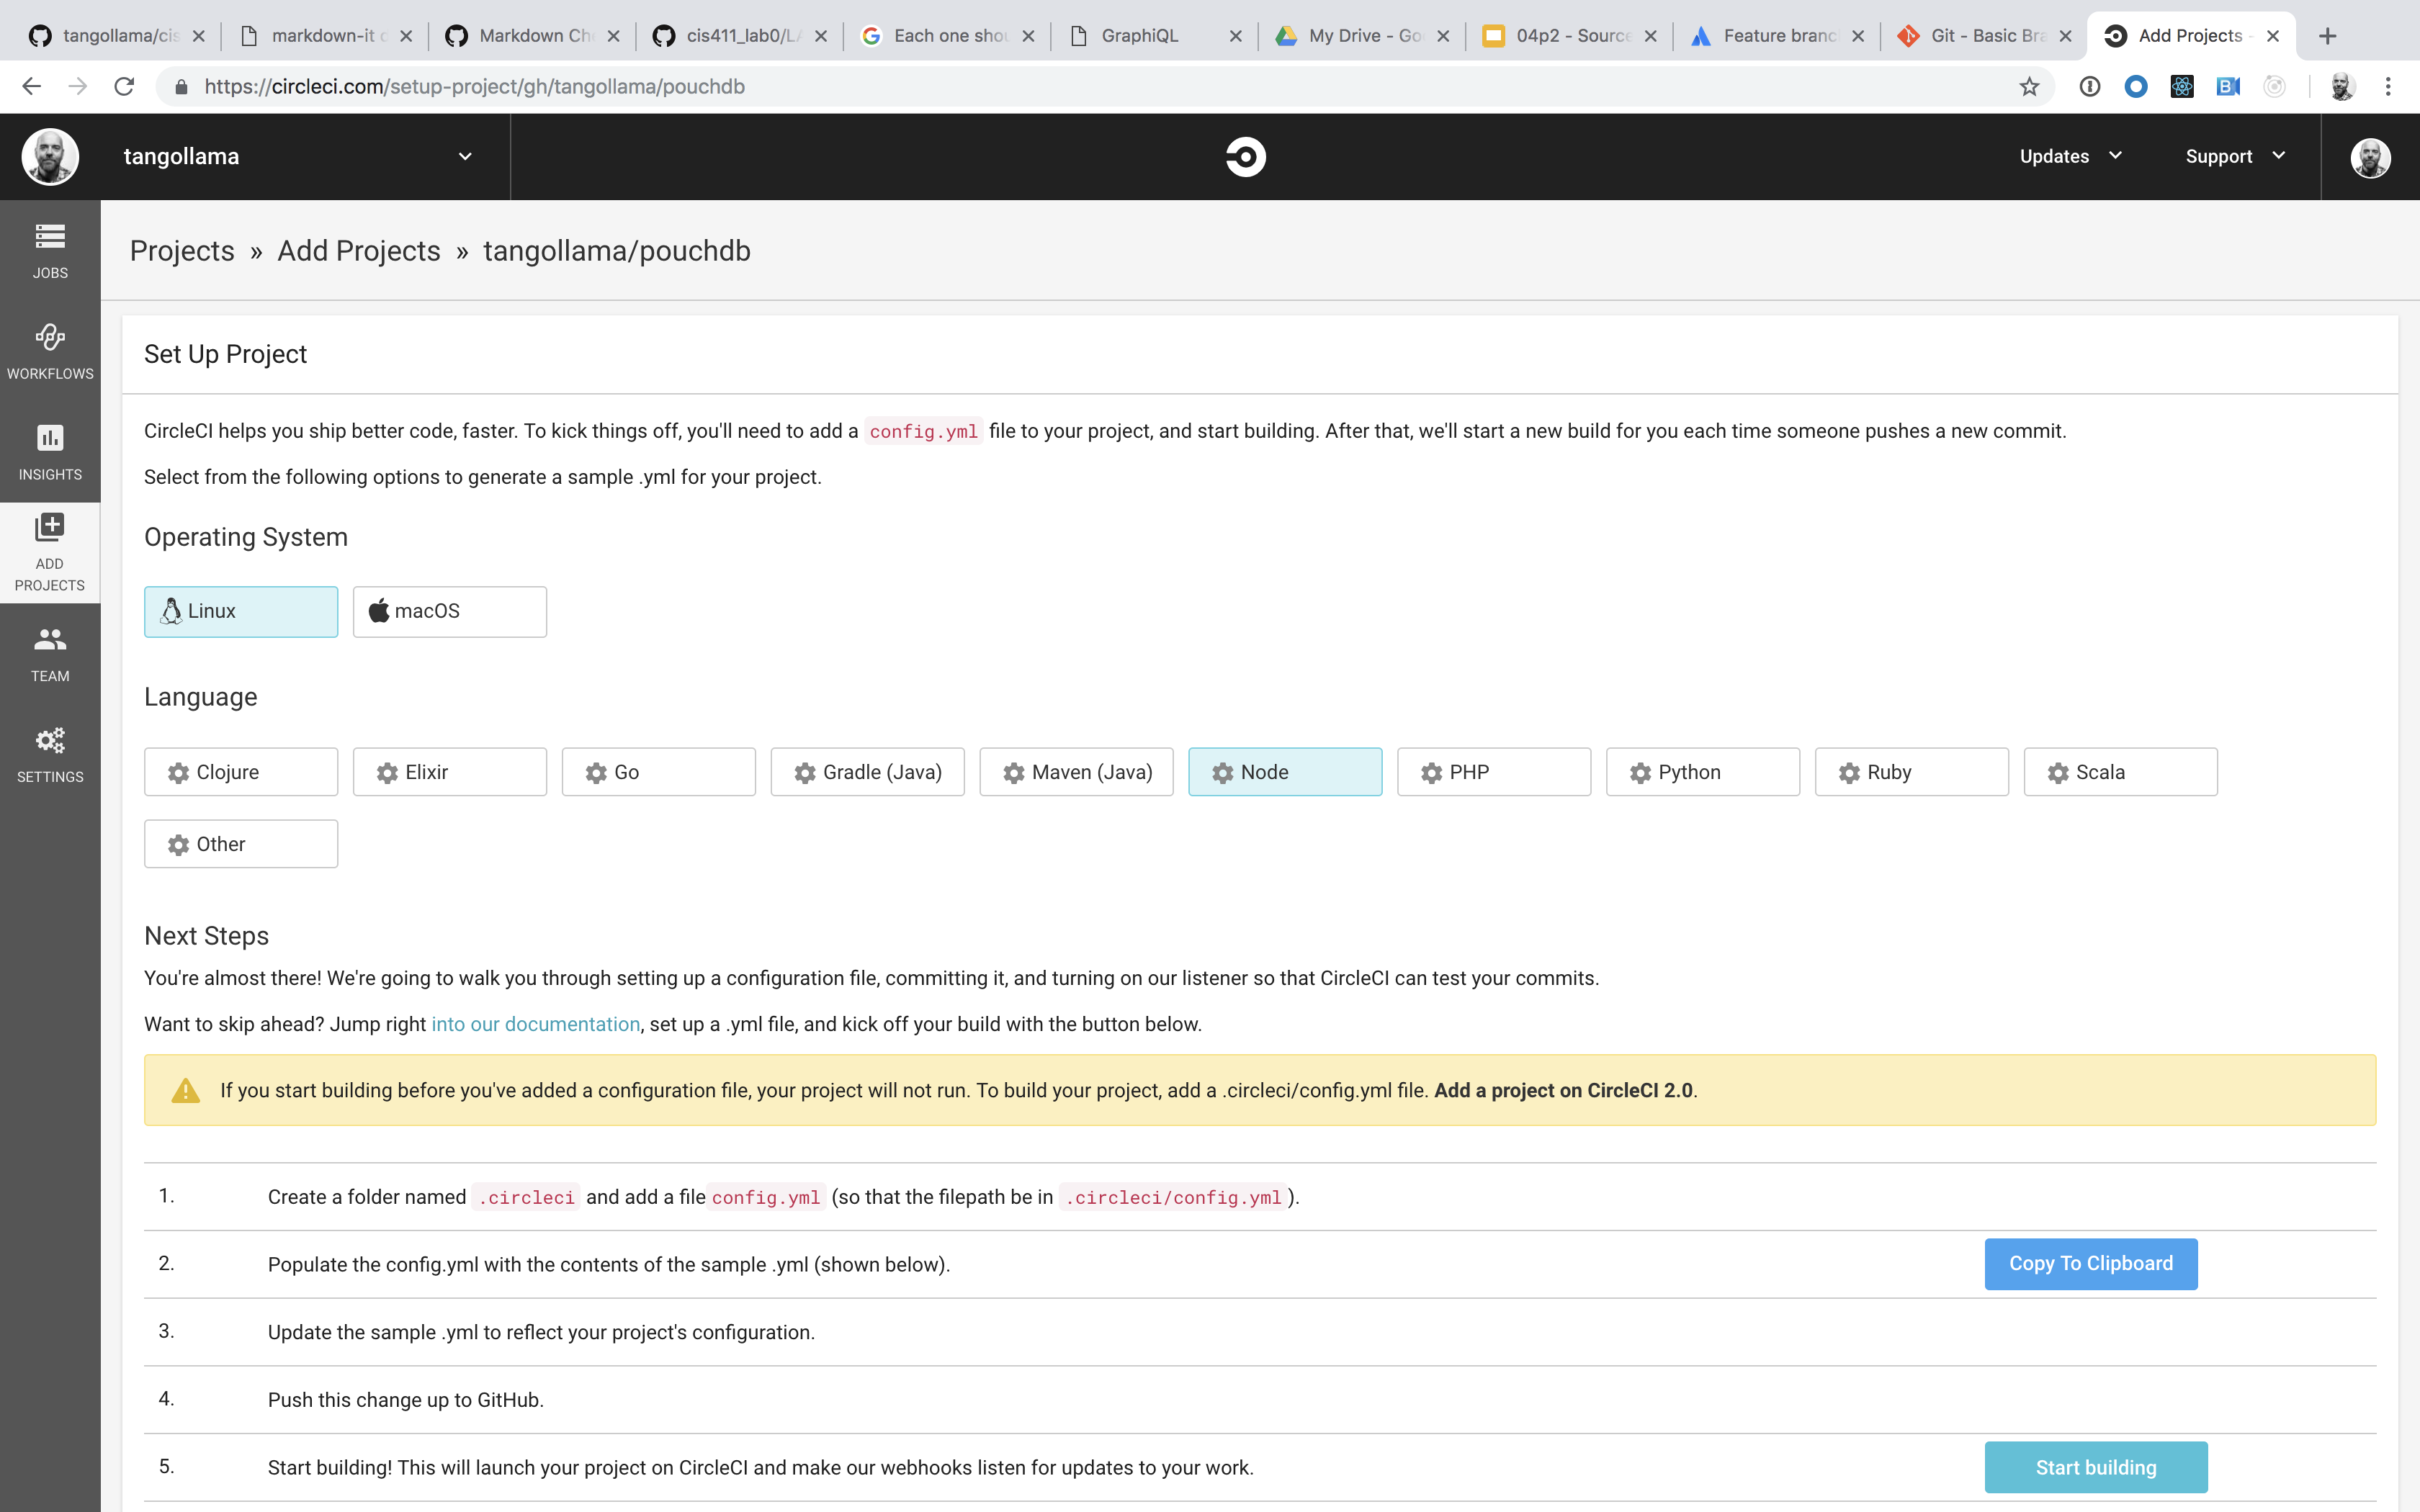 tangollama/cis
markdown-it
Markdown Che
cis411_lab0/LA
Each one shou
GraphiQL
My Drive - Go
04p2 - Source
Feature branc
Git - Basic Bra
Add Projects -
https://circleci.com/setup-project/gh/tangollama/pouchdb
tangollama
Updates
Support
JOBS
WORKFLOWS
INSIGHTS
ADD
PROJECTS
TEAM
SETTINGS
Projects » Add Projects » tangollama/pouchdb
Set Up Project
CircleCI helps you ship better code, faster. To kick things off, you'll need to add a config.yml file to your project, and start building. After that, we'll start a new build for you each time someone pushes a new commit.
Select from the following options to generate a sample .yml for your project.
Operating System
Linux
macOS
Language
Clojure
Elixir
Go
Gradle (Java)
Maven (Java)
Node
PHP
Python
Ruby
Scala
Other
Next Steps
You're almost there! We're going to walk you through setting up a configuration file, committing it, and turning on our listener so that CircleCI can test your commits.
Want to skip ahead? Jump right into our documentation, set up a .yml file, and kick off your build with the button below.
If you start building before you've added a configuration file, your project will not run. To build your project, add a .circleci/config.yml file. Add a project on CircleCI 2.0.
1. Create a folder named .circleci and add a file config.yml (so that the filepath be in .circleci/config.yml).
2. Populate the config.yml with the contents of the sample .yml (shown below).
Copy To Clipboard
3. Update the sample .yml to reflect your project's configuration.
4. Push this change up to GitHub.
5. Start building! This will launch your project on CircleCI and make our webhooks listen for updates to your work.
Start building